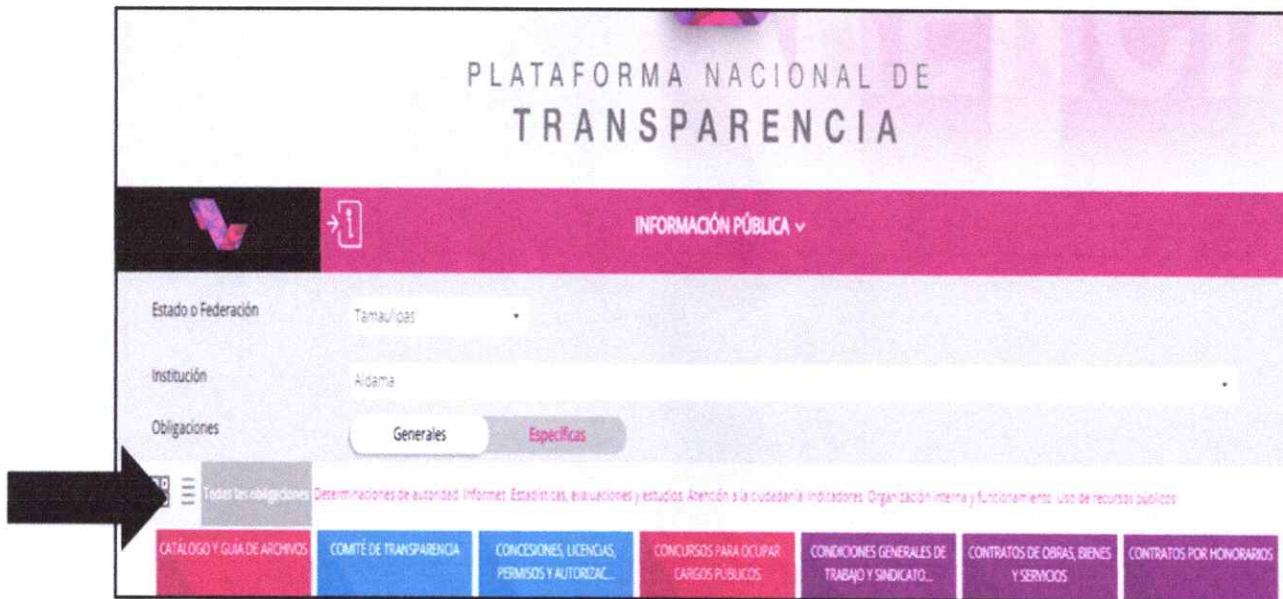 PLATAFORMA NACIONAL DE
TRANSPARENCIA
INFORMACIÓN PÚBLICA
Estado o Federación
Tamaulipas
Institución
Aldama
Obligaciones
Generales Específicas
Todas las obligaciones Determinaciones de autoridad Informes Estadísticas, evaluaciones y estudios Atención a la ciudadanía Indicadores Organización interna y funcionamiento Uso de recursos públicos
CATÁLOGO Y GUÍA DE ARCHIVOS COMITÉ DE TRANSPARENCIA CONCESIONES, LICENCIAS, CONCURSOS PARA OCUPAR CONDICIONES GENERALES DE CONTRATOS DE OBRAS, BIENES CONTRATOS POR HONORARIOS
PERMISOS Y AUTORIZAC... CARGOS PÚBLICOS TRABAJO Y SINDICATO... Y SERVICIOS